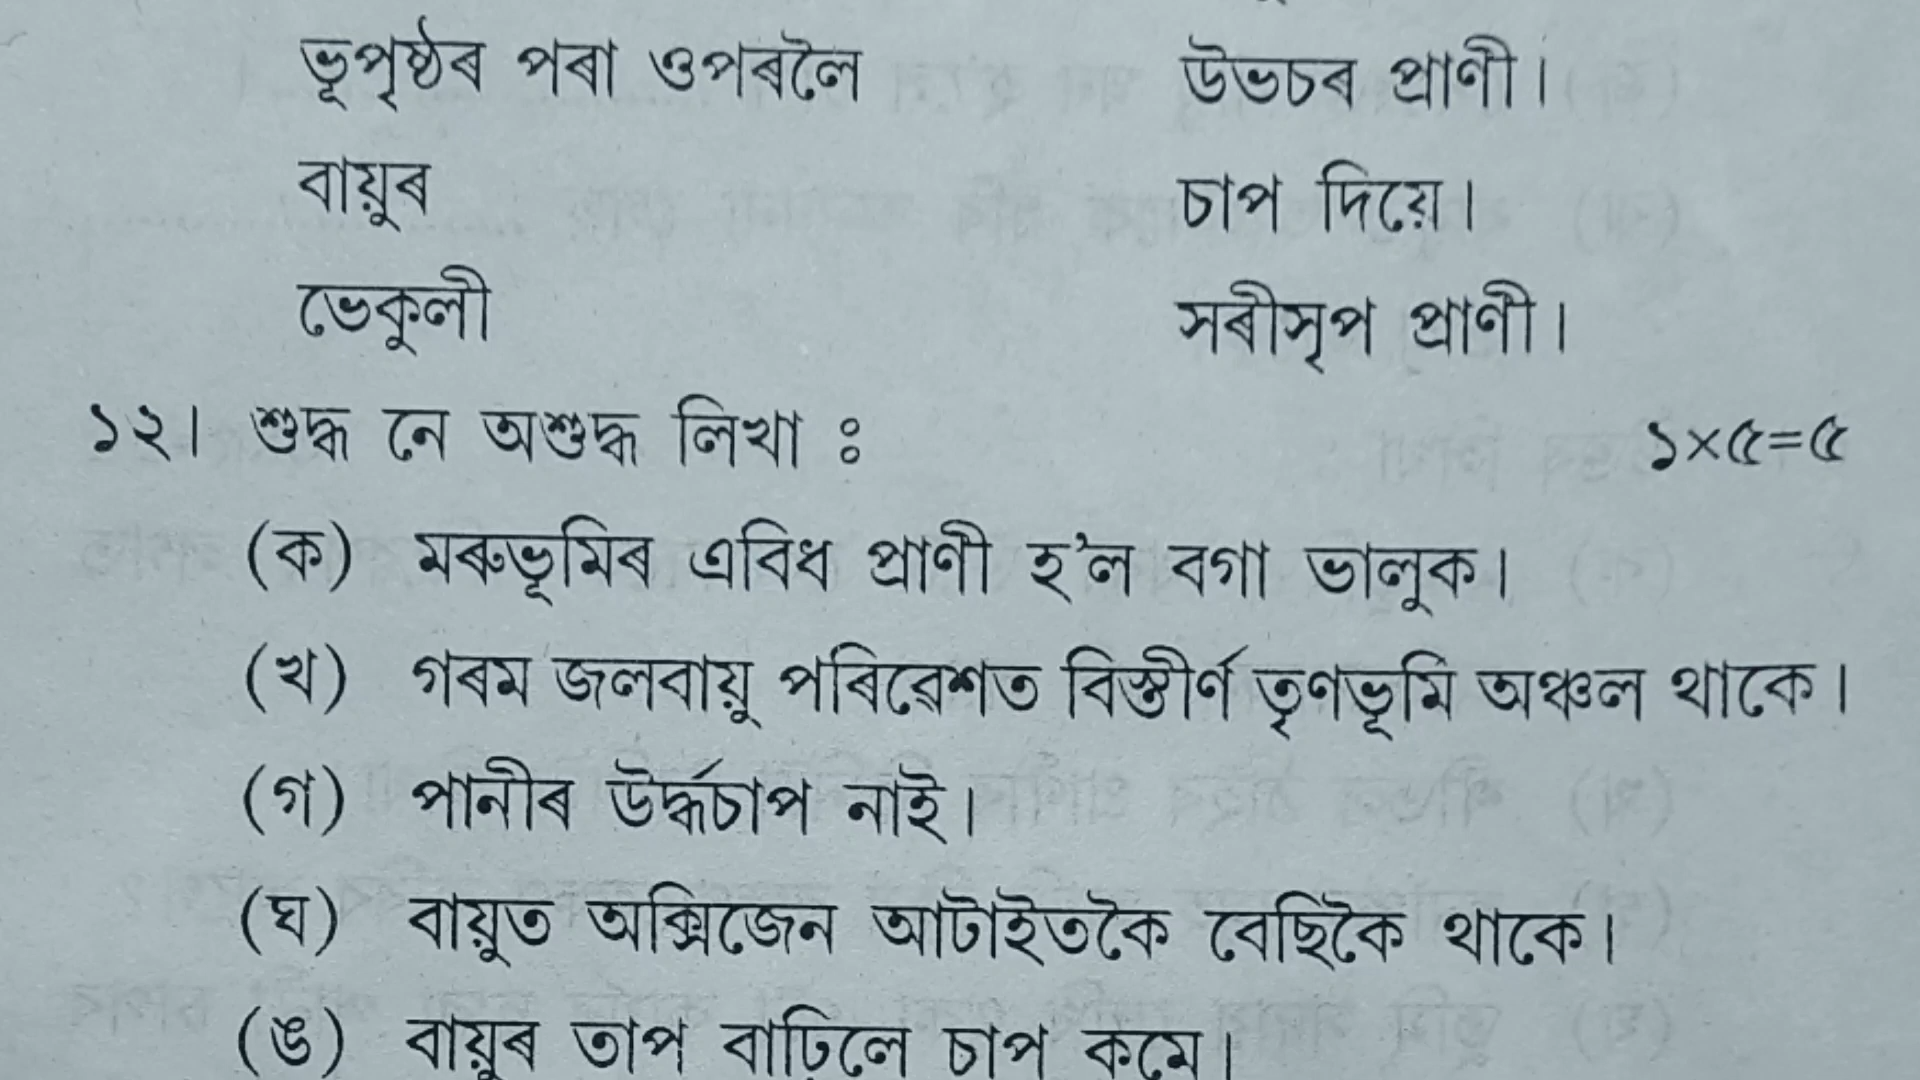 ভূপৃষ্ঠৰ পৰা ওপৰলৈ উভচৰ প্ৰাণী।
বায়ুৰ চাপ দিয়ে।
ভেকুলী সৰীসৃপ প্ৰাণী।
১২। শুদ্ধ নে অশুদ্ধ লিখা ঃ ১×৫=৫
(ক) মৰুভূমিৰ এবিধ প্ৰাণী হ'ল বগা ভালুক।
(খ) গৰম জলবায়ু পৰিৱেশত বিস্তীৰ্ণ তৃণভূমি অঞ্চল থাকে।
(গ) পানীৰ উৰ্দ্ধচাপ নাই।
(ঘ) বায়ুত অক্সিজেন আটাইতকৈ বেছিকৈ থাকে।
(ঙ) বায়ুৰ তাপ বাঢ়িলে চাপ কমে।